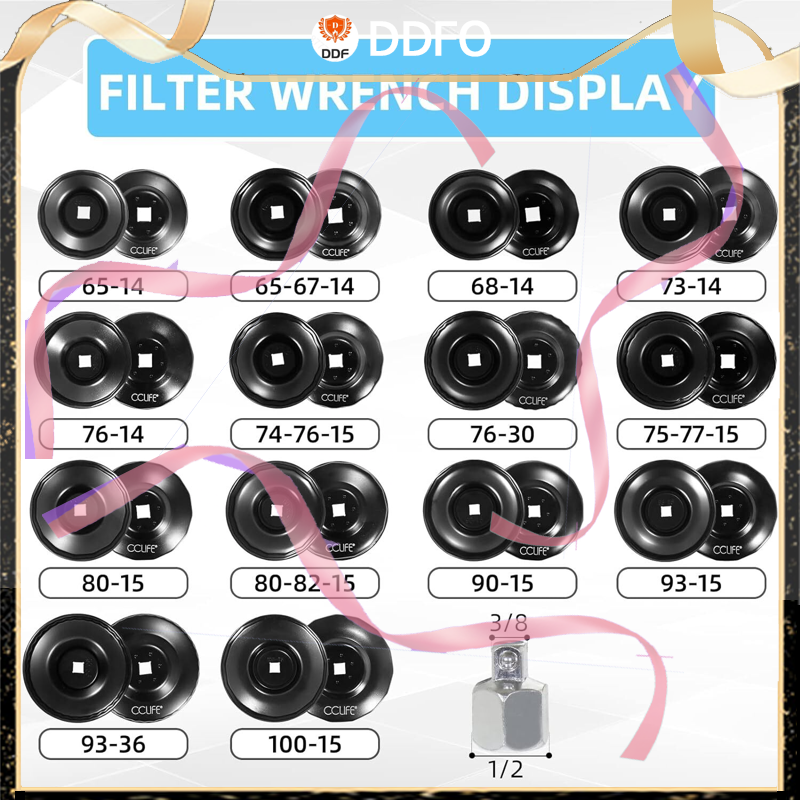 DDF
DDFO
FILTER WRENCH DISPLAY
CCLIFE®
CCLIFE®
CCLIFE®
CCLIFE®
65-14
65-67-14
68-14
73-14
CCLIFE®
CCLIFE®
CCLIFE®
CCLIFE®
76-14
74-76-15
76-30
75-77-15
CCLIFE®
CCLIFE®
CCLIFE®
CCLIFE®
80-15
80-82-15
90-15
93-15
3/8
CCLIFE®
CCLIFE®
93-36
100-15
1/2